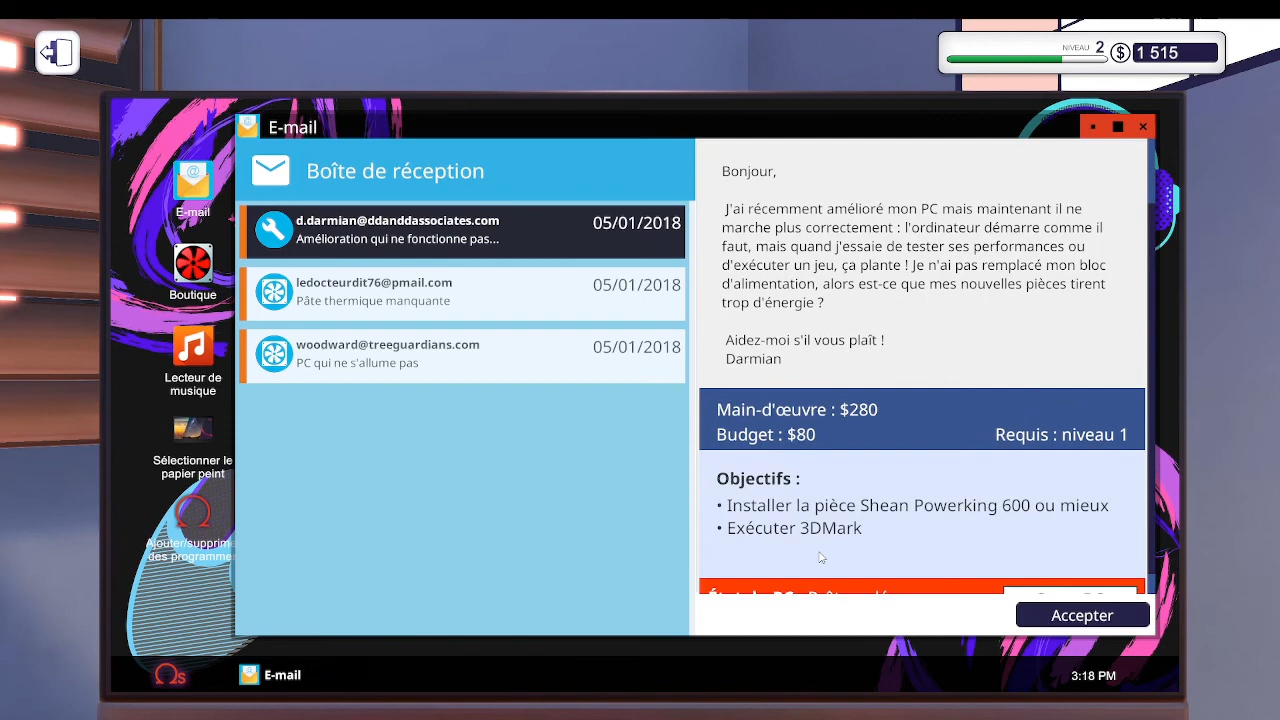 NIVEAU 2
$ 1 515
E-mail
Boîte de réception
d.darmian@ddanddassociates.com 05/01/2018
Amélioration qui ne fonctionne pas...
ledocteurdit76@pmail.com 05/01/2018
Pâte thermique manquante
woodward@treeguardians.com 05/01/2018
PC qui ne s'allume pas
E-mail
Boutique
Lecteur de
musique
Sélectionner le
papier peint
Ajouter/supprime
des programme
Bonjour,
J'ai récemment amélioré mon PC mais maintenant il ne
marche plus correctement : l'ordinateur démarre comme il
faut, mais quand j'essaie de tester ses performances ou
d'exécuter un jeu, ça plante ! Je n'ai pas remplacé mon bloc
d'alimentation, alors est-ce que mes nouvelles pièces tirent
trop d'énergie ?
Aidez-moi s'il vous plaît !
Darmian
Main-d'œuvre : $280
Budget : $80 Requis : niveau 1
Objectifs :
• Installer la pièce Shean Powerking 600 ou mieux
• Exécuter 3DMark
Accepter
Ωs E-mail 3:18 PM